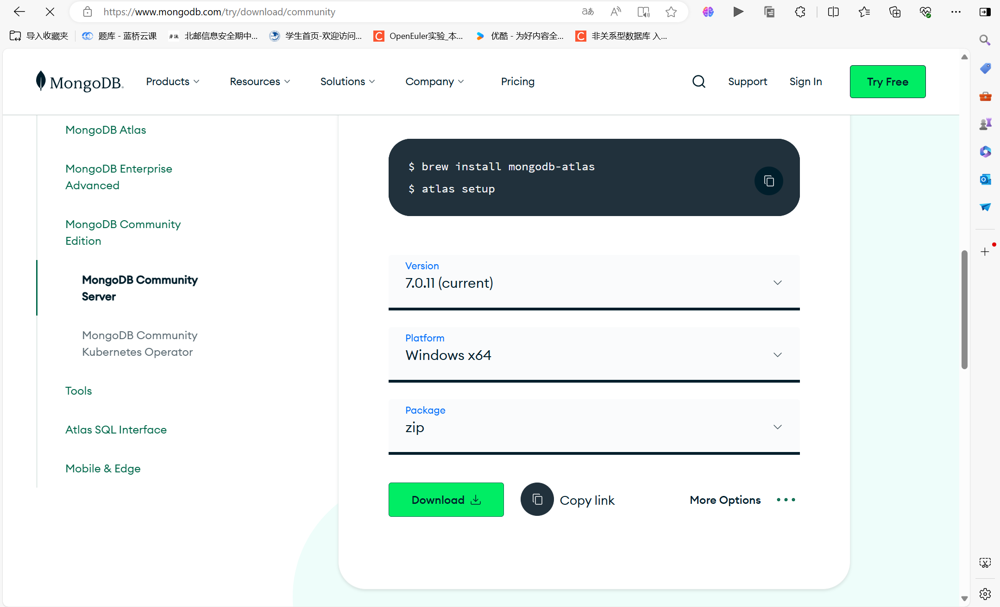 https://www.mongodb.com/try/download/community
导入收藏夹
题库 - 蓝桥云课
北邮信息安全期中...
学生首页-欢迎访问...
OpenEuler实验_本...
优酷 - 为好内容全...
非关系型数据库 入...
MongoDB.
Products
Resources
Solutions
Company
Pricing
Support
Sign In
Try Free
MongoDB Atlas
MongoDB Enterprise
Advanced
MongoDB Community
Edition
MongoDB Community
Server
MongoDB Community
Kubernetes Operator
Tools
Atlas SQL Interface
Mobile & Edge
$ brew install mongodb-atlas
$ atlas setup
Version
7.0.11 (current)
Platform
Windows x64
Package
zip
Download
Copy link
More Options